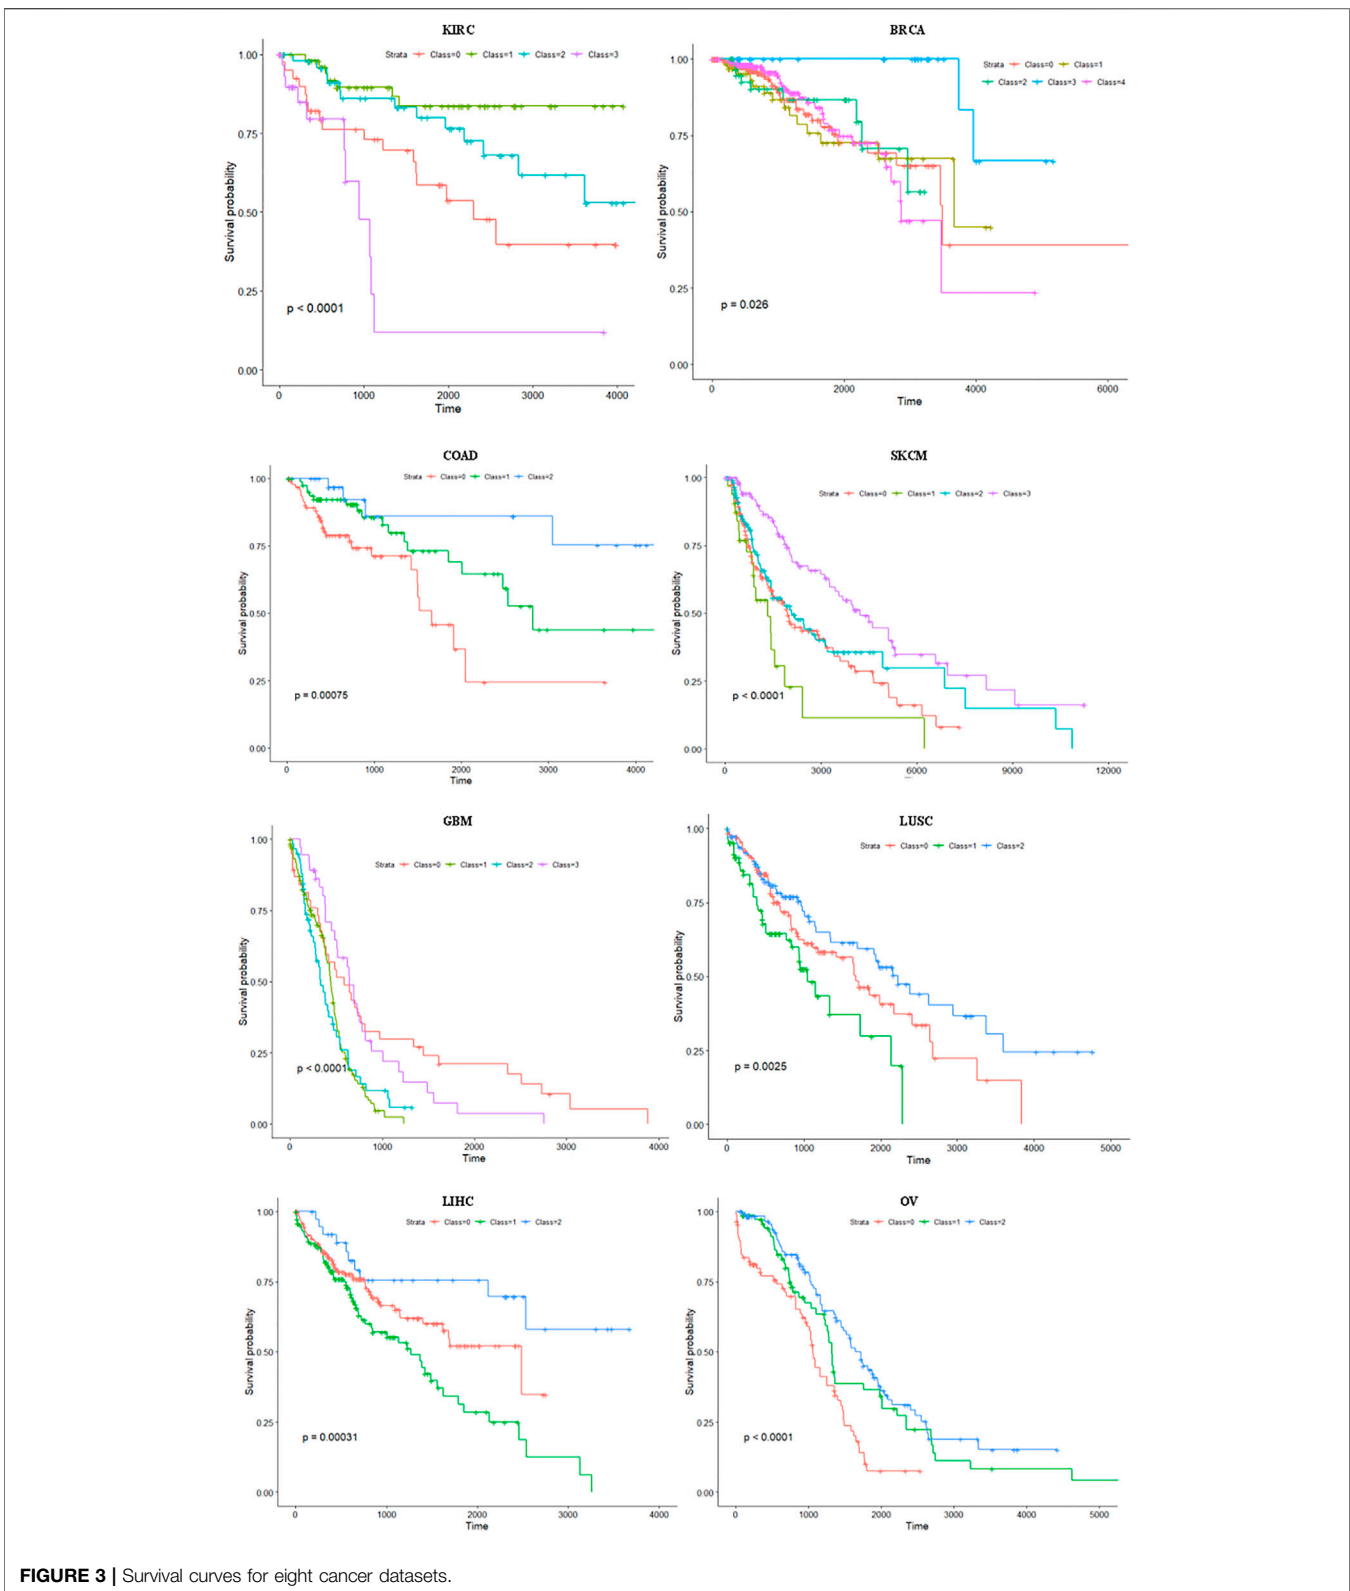 KIRC
Strata Class=0 Class=1 Class=2 Class=3
1.00
0.75
0.50
0.25
0.00
Survival probability
p < 0.0001
0 1000 2000 3000 4000
Time
BRCA
Strata Class=0 Class=1
Class=2 Class=3 Class=4
1.00
0.75
0.50
0.25
0.00
Survival probability
p = 0.026
0 2000 4000 6000
Time
COAD
Strata Class=0 Class=1 Class=2
1.00
0.75
0.50
0.25
0.00
Survival probability
p = 0.00075
0 1000 2000 3000 4000
Time
SKCM
Strata Class=0 Class=1 Class=2 Class=3
1.00
0.75
0.50
0.25
0.00
Survival probability
p < 0.0001
0 3000 6000 9000 12000
GBM
Strata Class=0 Class=1 Class=2 Class=3
1.00
0.75
0.50
0.25
0.00
Survival probability
p < 0.0001
0 1000 2000 3000 4000
Time
LUSC
Strata Class=0 Class=1 Class=2
1.00
0.75
0.50
0.25
0.00
Survival probability
p = 0.0025
0 1000 2000 3000 4000 5000
Time
LIHC
Strata Class=0 Class=1 Class=2
1.00
0.75
0.50
0.25
0.00
Survival probability
p = 0.00031
0 1000 2000 3000 4000
Time
OV
Strata Class=0 Class=1 Class=2
1.00
0.75
0.50
0.25
0.00
Survival probability
p < 0.0001
0 1000 2000 3000 4000 5000
Time
FIGURE 3 | Survival curves for eight cancer datasets.